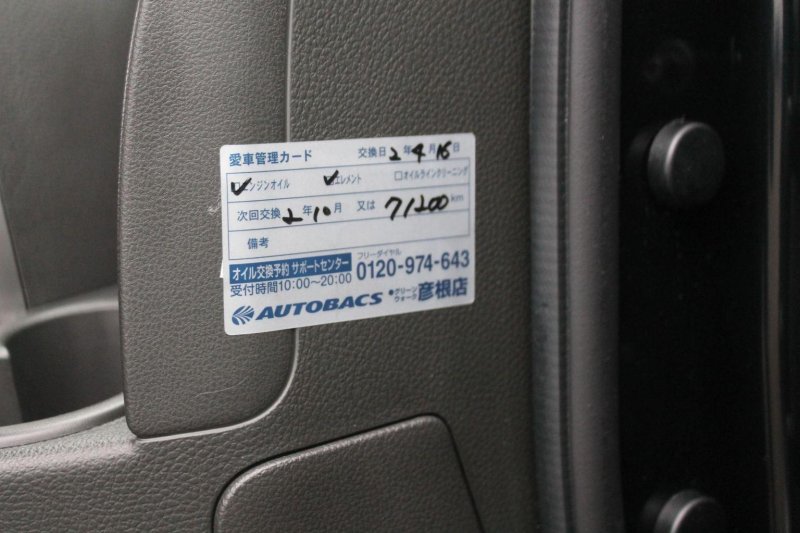 愛車管理カード 交換日 2年4月16日
エンジンオイル エレメント オイルラインクリーニング
次回交換 2年10月 又は 71200km
備考
オイル交換予約 サポートセンター フリーダイヤル 0120-974-643
受付時間10:00〜20:00
AUTOBACS ●グリーンウォーク 彦根店